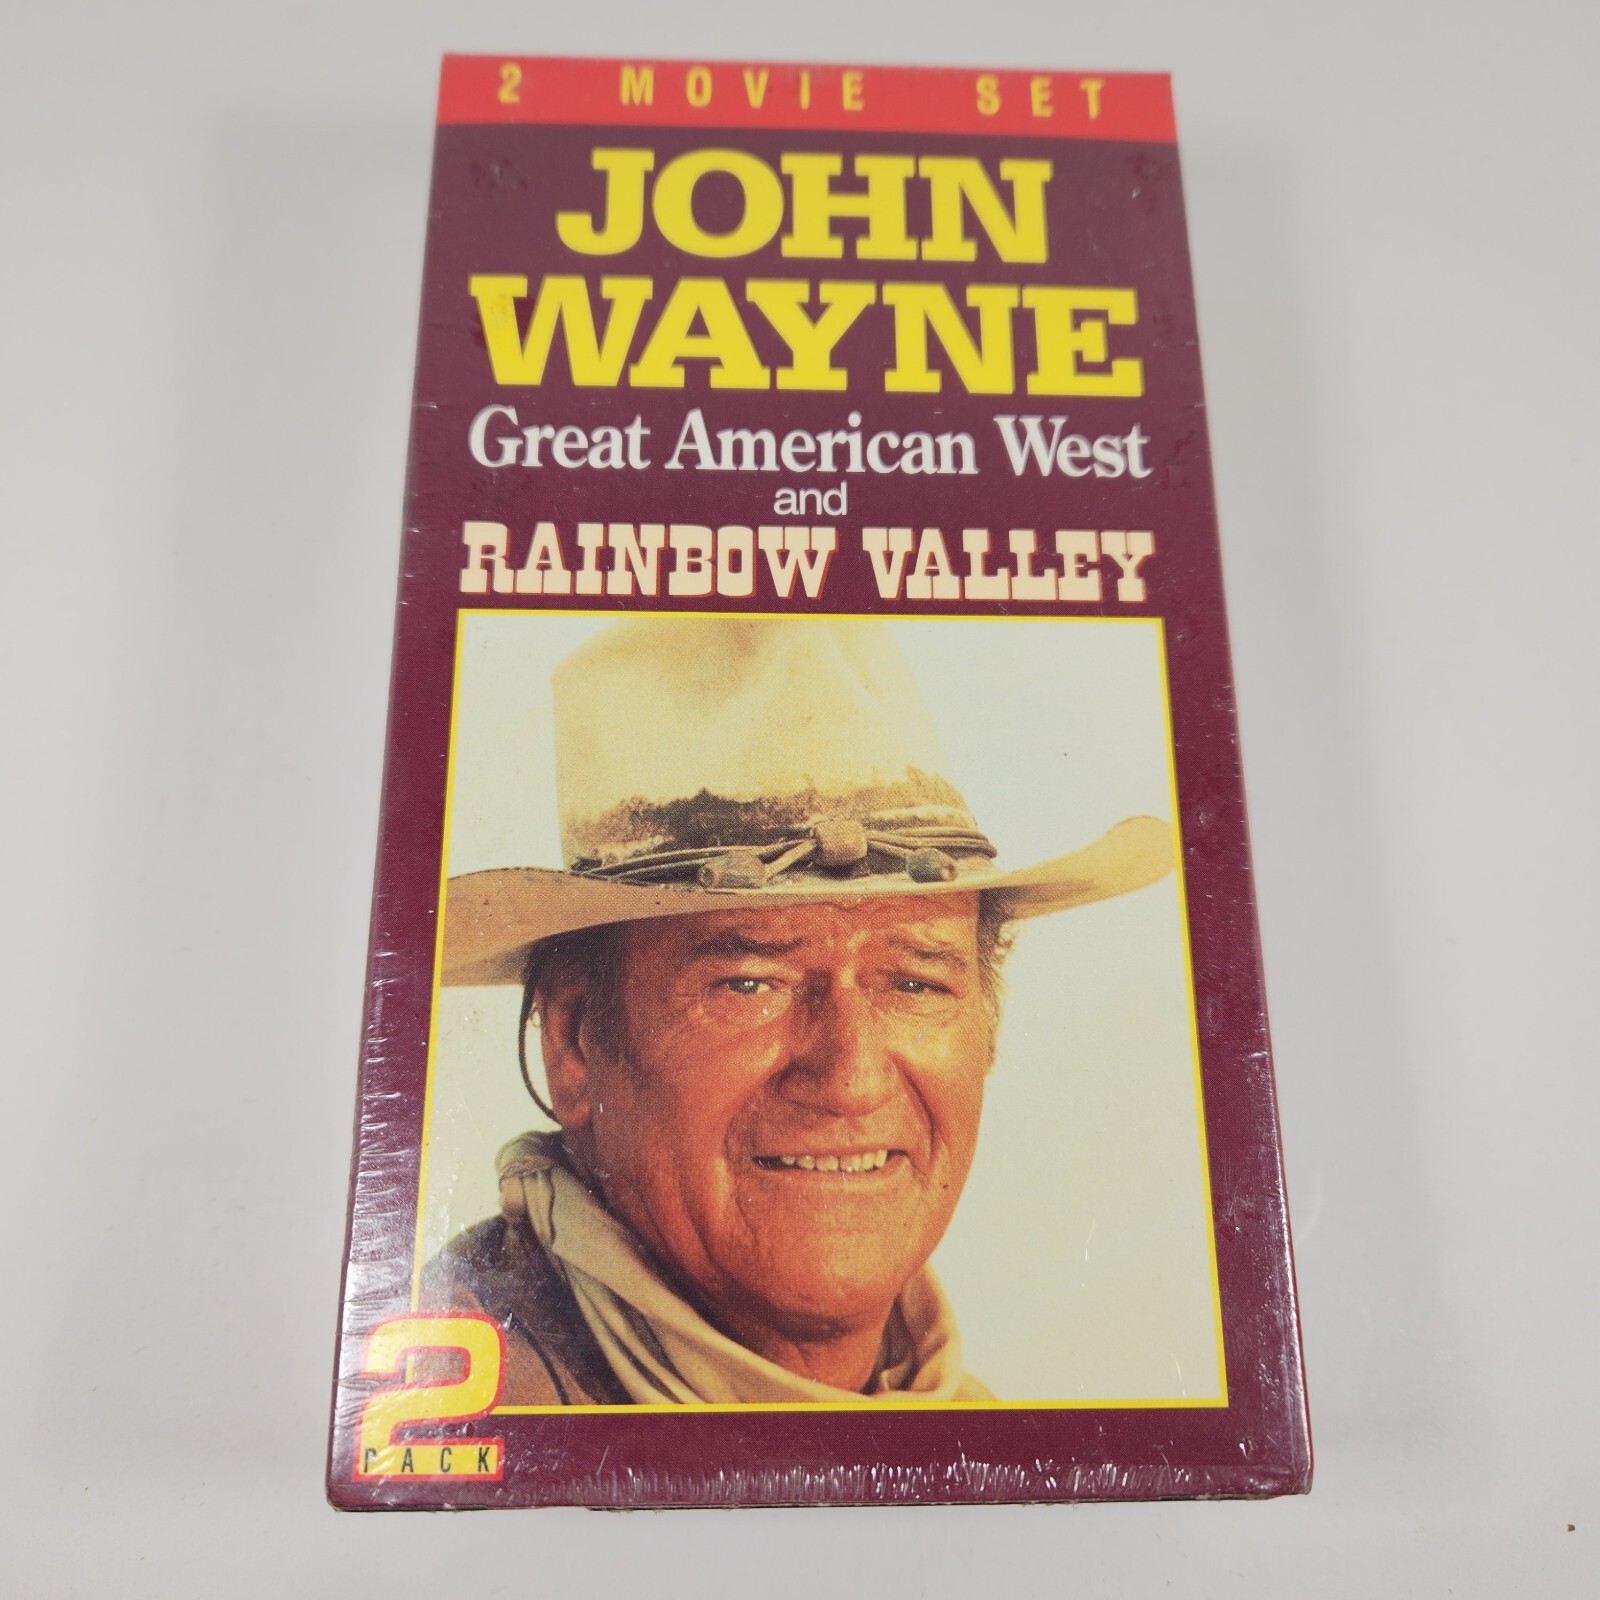 2 MOVIE SET
JOHN
WAYNE
Great American West
and
RAINBOW VALLEY
2
PACK